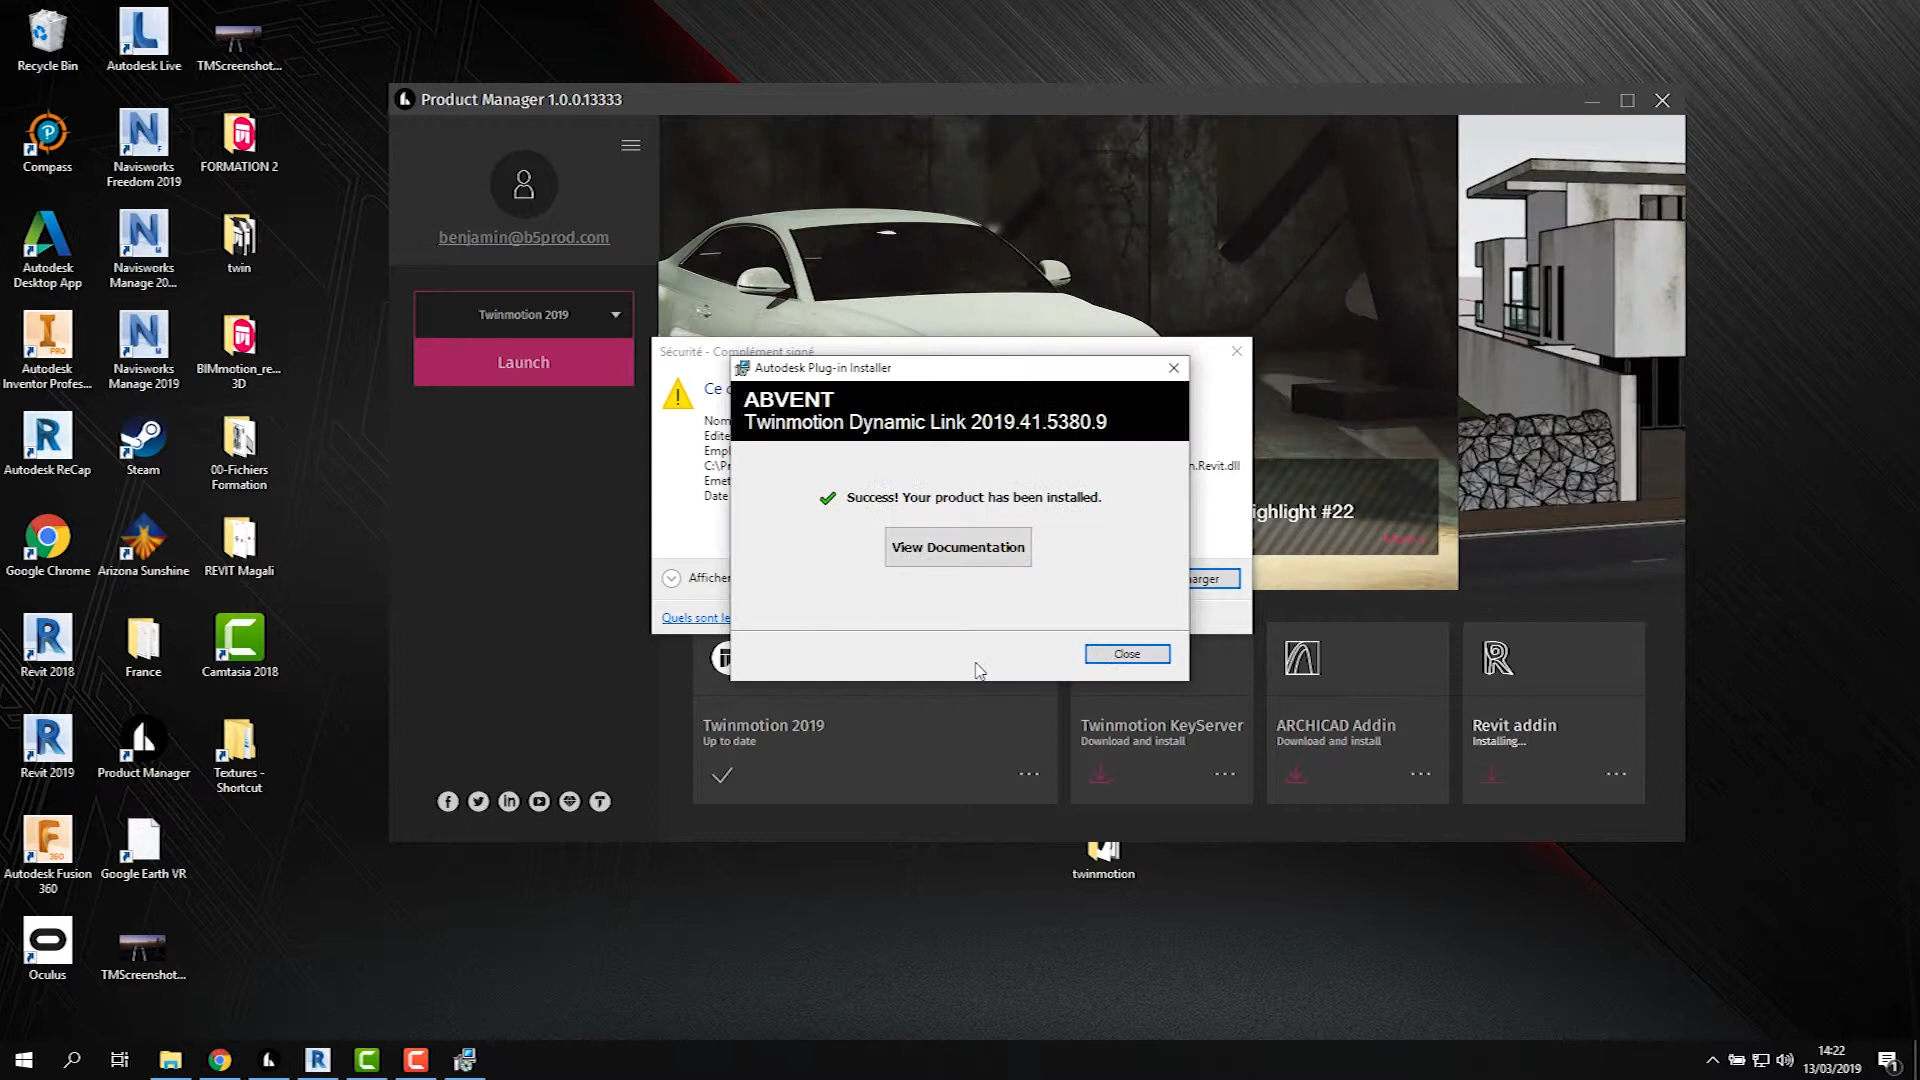 Recycle Bin
Autodesk Live
TMScreenshot...
Compass
Navisworks
Freedom 2019
FORMATION 2
Autodesk
Desktop App
Navisworks
Manage 20...
twin
Autodesk
Inventor Profes...
Navisworks
Manage 2019
BIMmotion_re...
3D
Autodesk ReCap
Steam
00-Fichiers
Formation
Google Chrome
Arizona Sunshine
REVIT Magali
Revit 2018
France
Camtasia 2018
Revit 2019
Product Manager
Textures -
Shortcut
Autodesk Fusion
360
Google Earth VR
Oculus
TMScreenshot...
twinmotion
Product Manager 1.0.0.13333
benjamin@b5prod.com
Twinmotion 2019
Launch
ighlight #22
Sécurité - Complément signé
Ce
Nom
Edite
Empl
C:\Pr
n.Revit.dll
Emet
Date
Afficher
arger
Quels sont le
Autodesk Plug-in Installer
ABVENT
Twinmotion Dynamic Link 2019.41.5380.9
Success! Your product has been installed.
View Documentation
Close
Twinmotion 2019
Up to date
Twinmotion KeyServer
Download and install
ARCHICAD Addin
Download and install
Revit addin
Installing...
14:22
13/03/2019